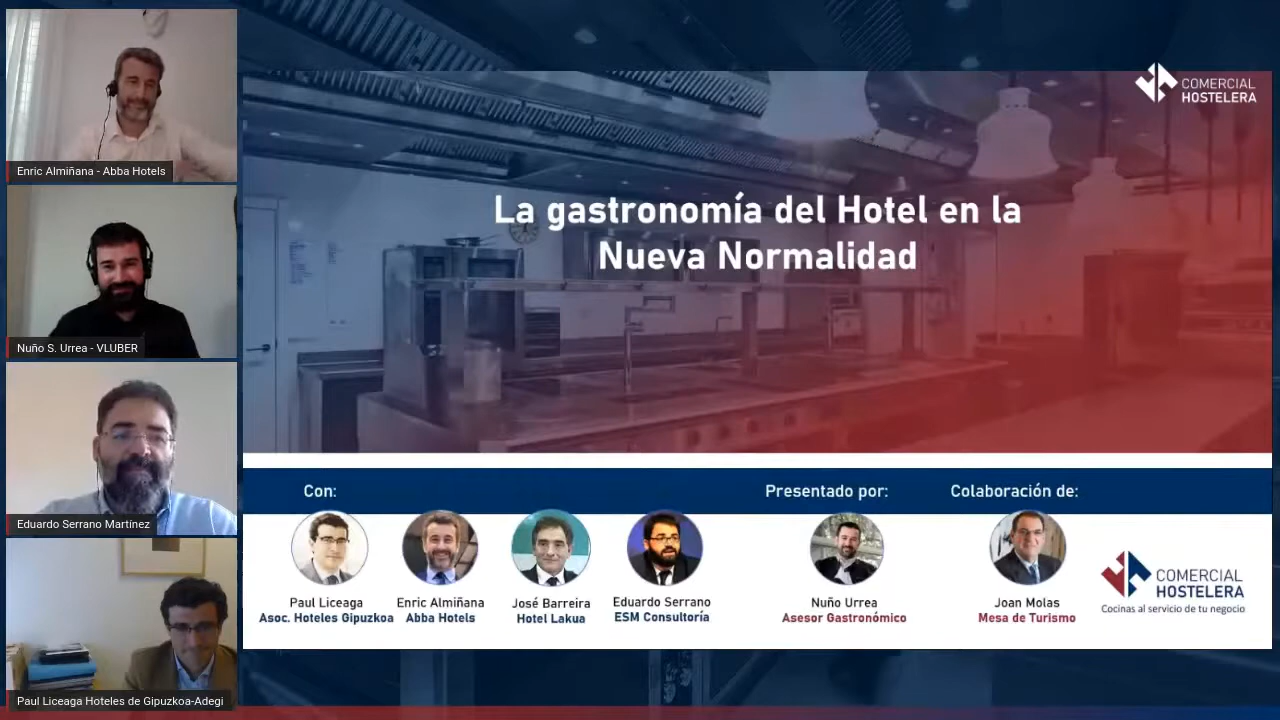 Enric Almiñana - Abba Hotels
Nuño S. Urrea - VLUBER
Eduardo Serrano Martínez
Paul Liceaga Hoteles de Gipuzkoa-Adegi
COMERCIAL
HOSTELERA
La gastronomía del Hotel en la
Nueva Normalidad
Con:
Presentado por:
Colaboración de:
Paul Liceaga
Asoc. Hoteles Gipuzkoa
Enric Almiñana
Abba Hotels
José Barreira
Hotel Lakua
Eduardo Serrano
ESM Consultoría
Nuño Urrea
Asesor Gastronómico
Joan Molas
Mesa de Turismo
COMERCIAL
HOSTELERA
Cocinas al servicio de tu negocio